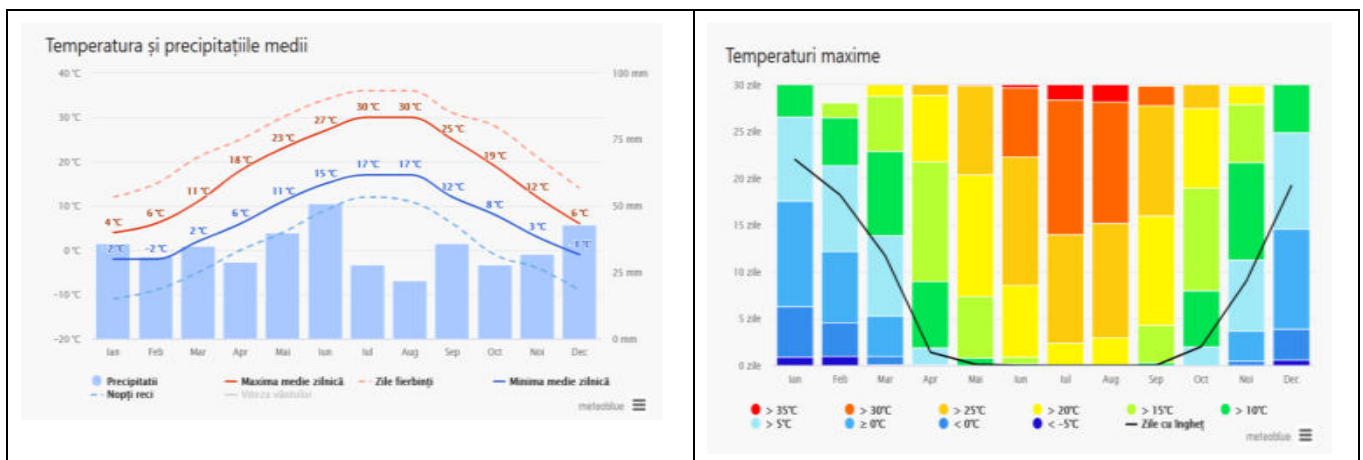 Temperatura și precipitațiile medii
40 °C
100 mm
30 °C
75 mm
20 °C
10 °C
50 mm
0 °C
25 mm
-10 °C
-20 °C
0 mm
4 °C
6 °C
11 °C
18 °C
23 °C
27 °C
30 °C
30 °C
25 °C
19 °C
12 °C
6 °C
-2 °C
-2 °C
2 °C
6 °C
11 °C
15 °C
17 °C
17 °C
12 °C
8 °C
3 °C
-1 °C
Ian Feb Mar Apr Mai Iun Iul Aug Sep Oct Noi Dec
Precipitatii Maxima medie zilnică Zile fierbinți Minima medie zilnică
Nopți reci Viteza vântului
meteoblue
Temperaturi maxime
30 zile
25 zile
20 zile
15 zile
10 zile
5 zile
0 zile
Ian Feb Mar Apr Mai Iun Iul Aug Sep Oct Noi Dec
> 35°C > 30°C > 25°C > 20°C > 15°C > 10°C
> 5°C ≥ 0°C < 0°C < -5°C Zile cu îngheț
meteoblue